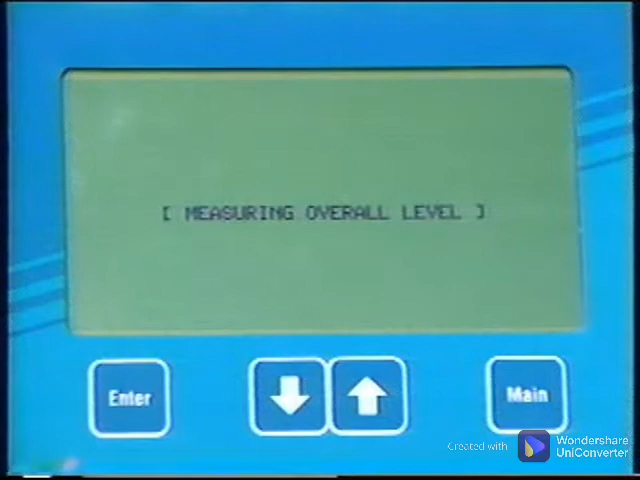 [ MEASURING OVERALL LEVEL ]
Enter
Main
Created with
Wondershare
UniConverter